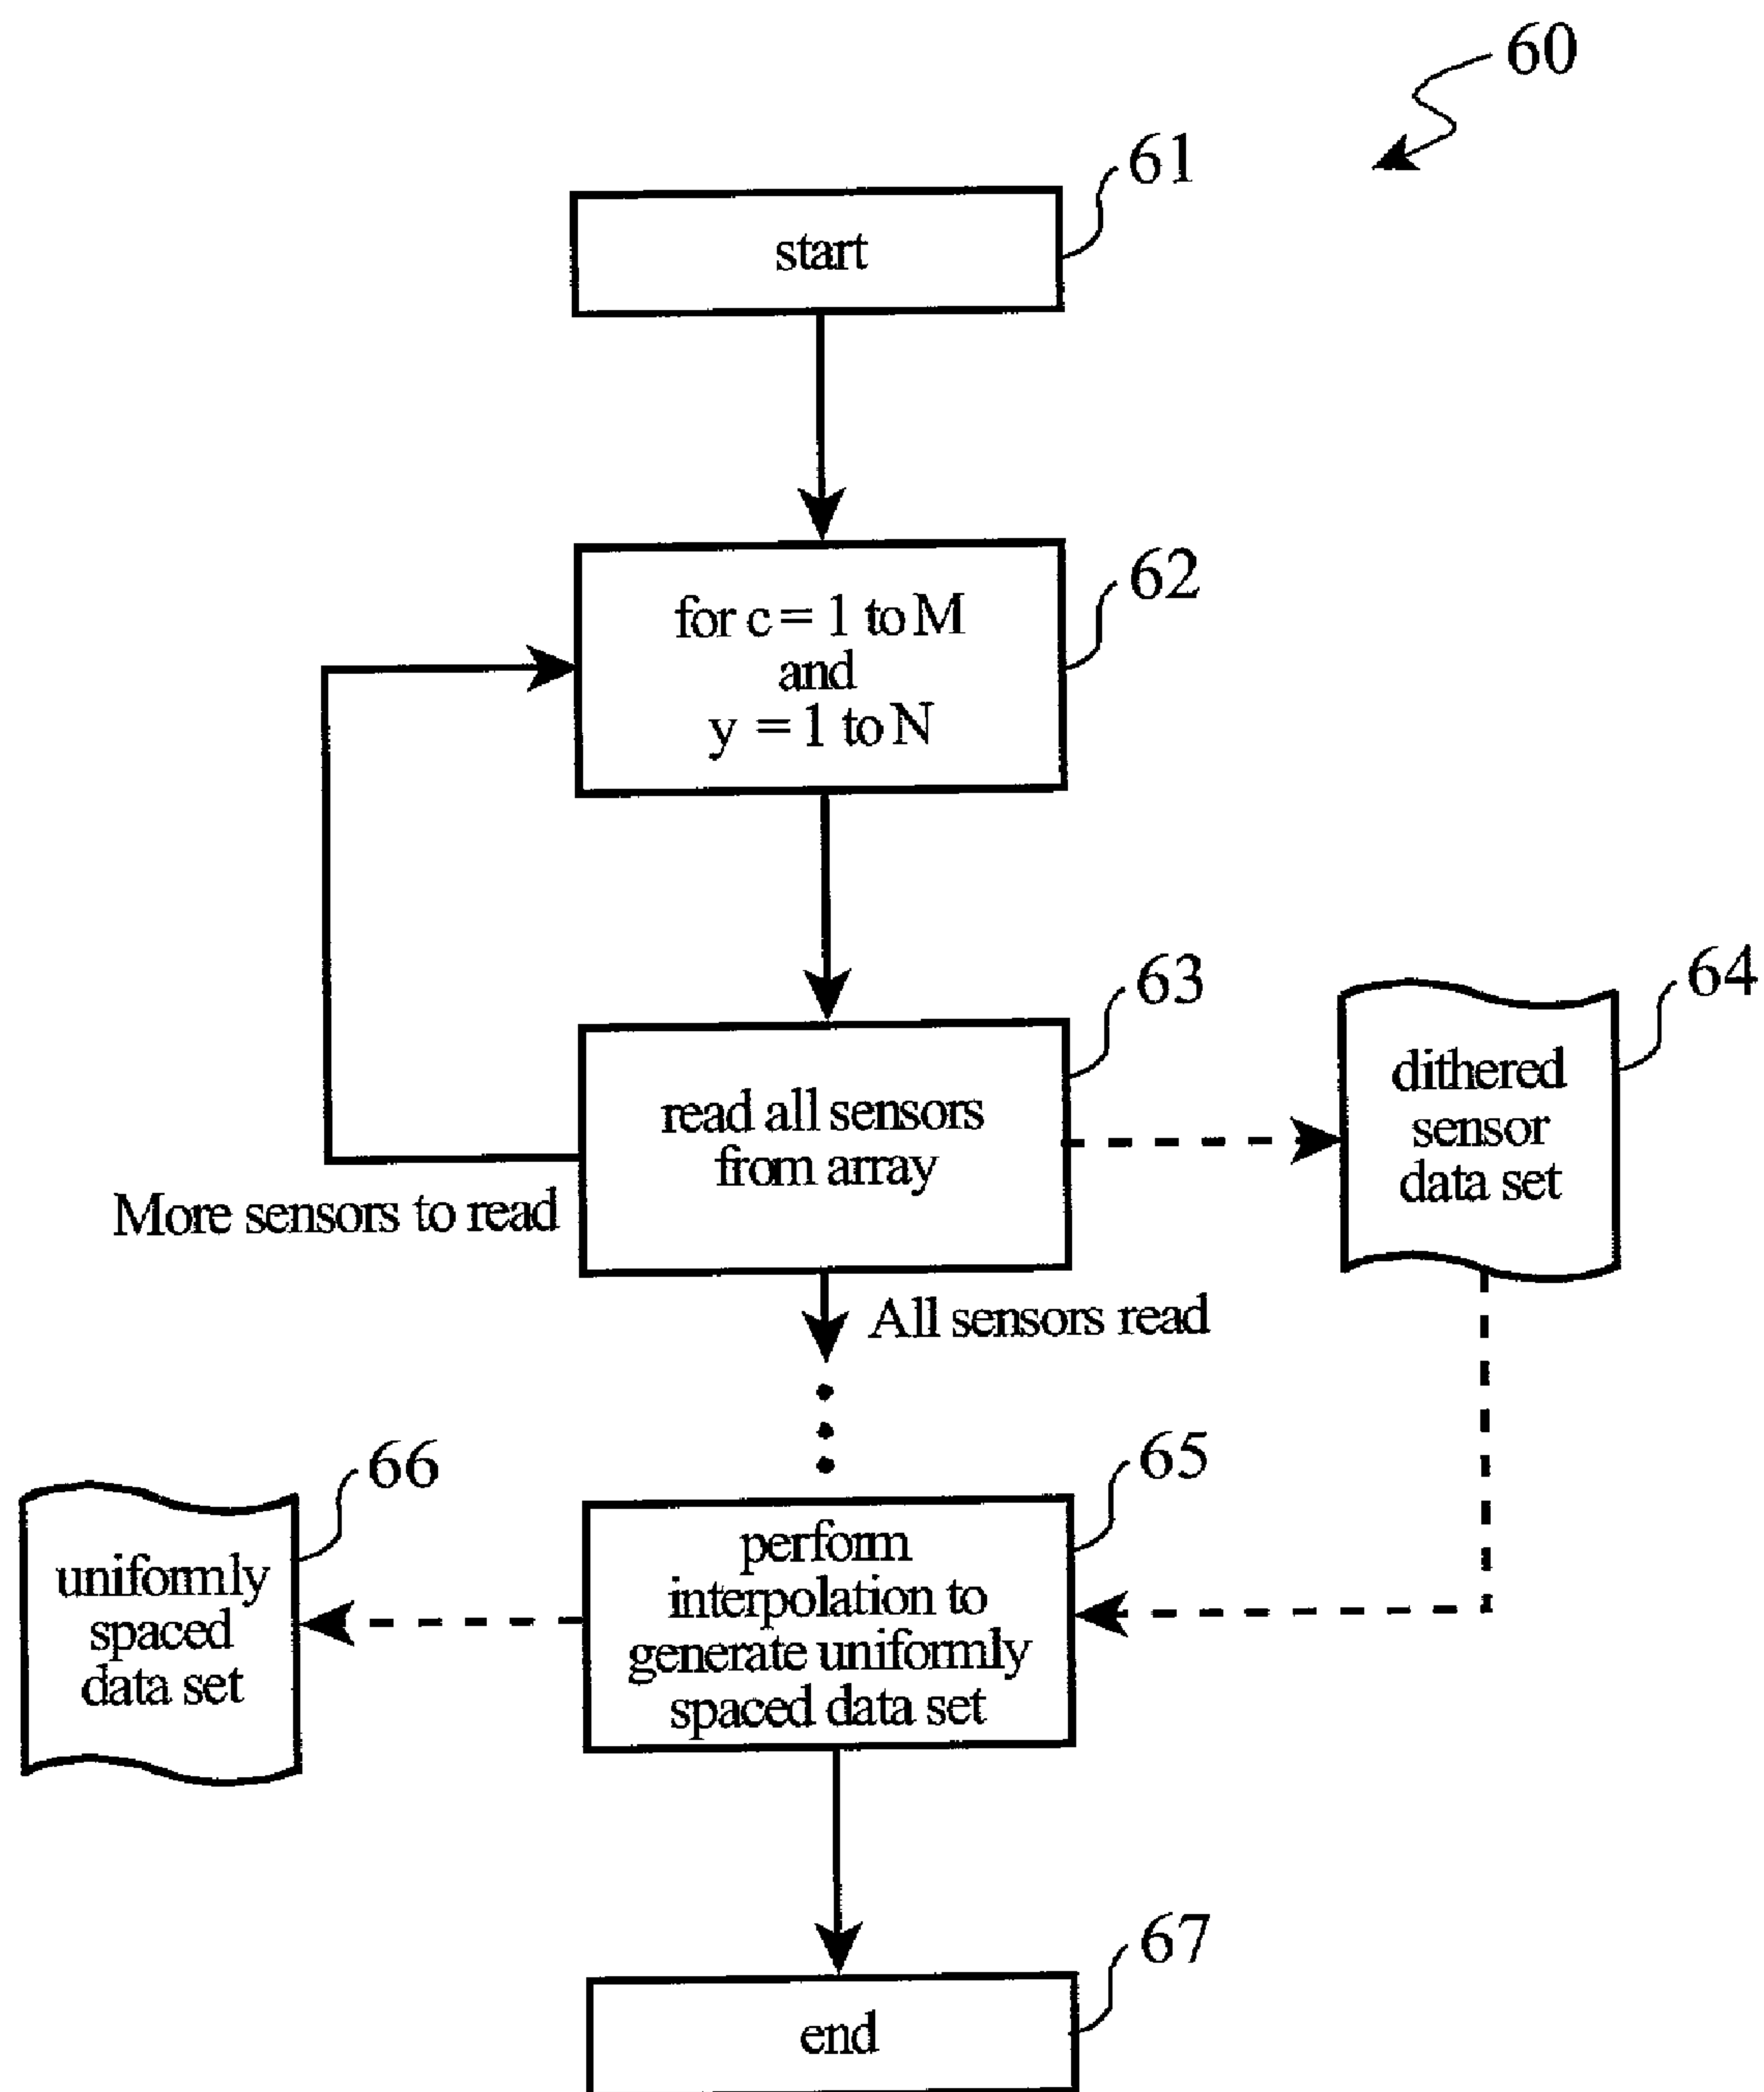 60
61
start
62
for c = 1 to M
and
y = 1 to N
63
64
read all sensors
from array
dithered
sensor
data set
More sensors to read
All sensors read
65
66
perform
interpolation to
generate uniformly
spaced data set
uniformly
spaced
data set
67
end